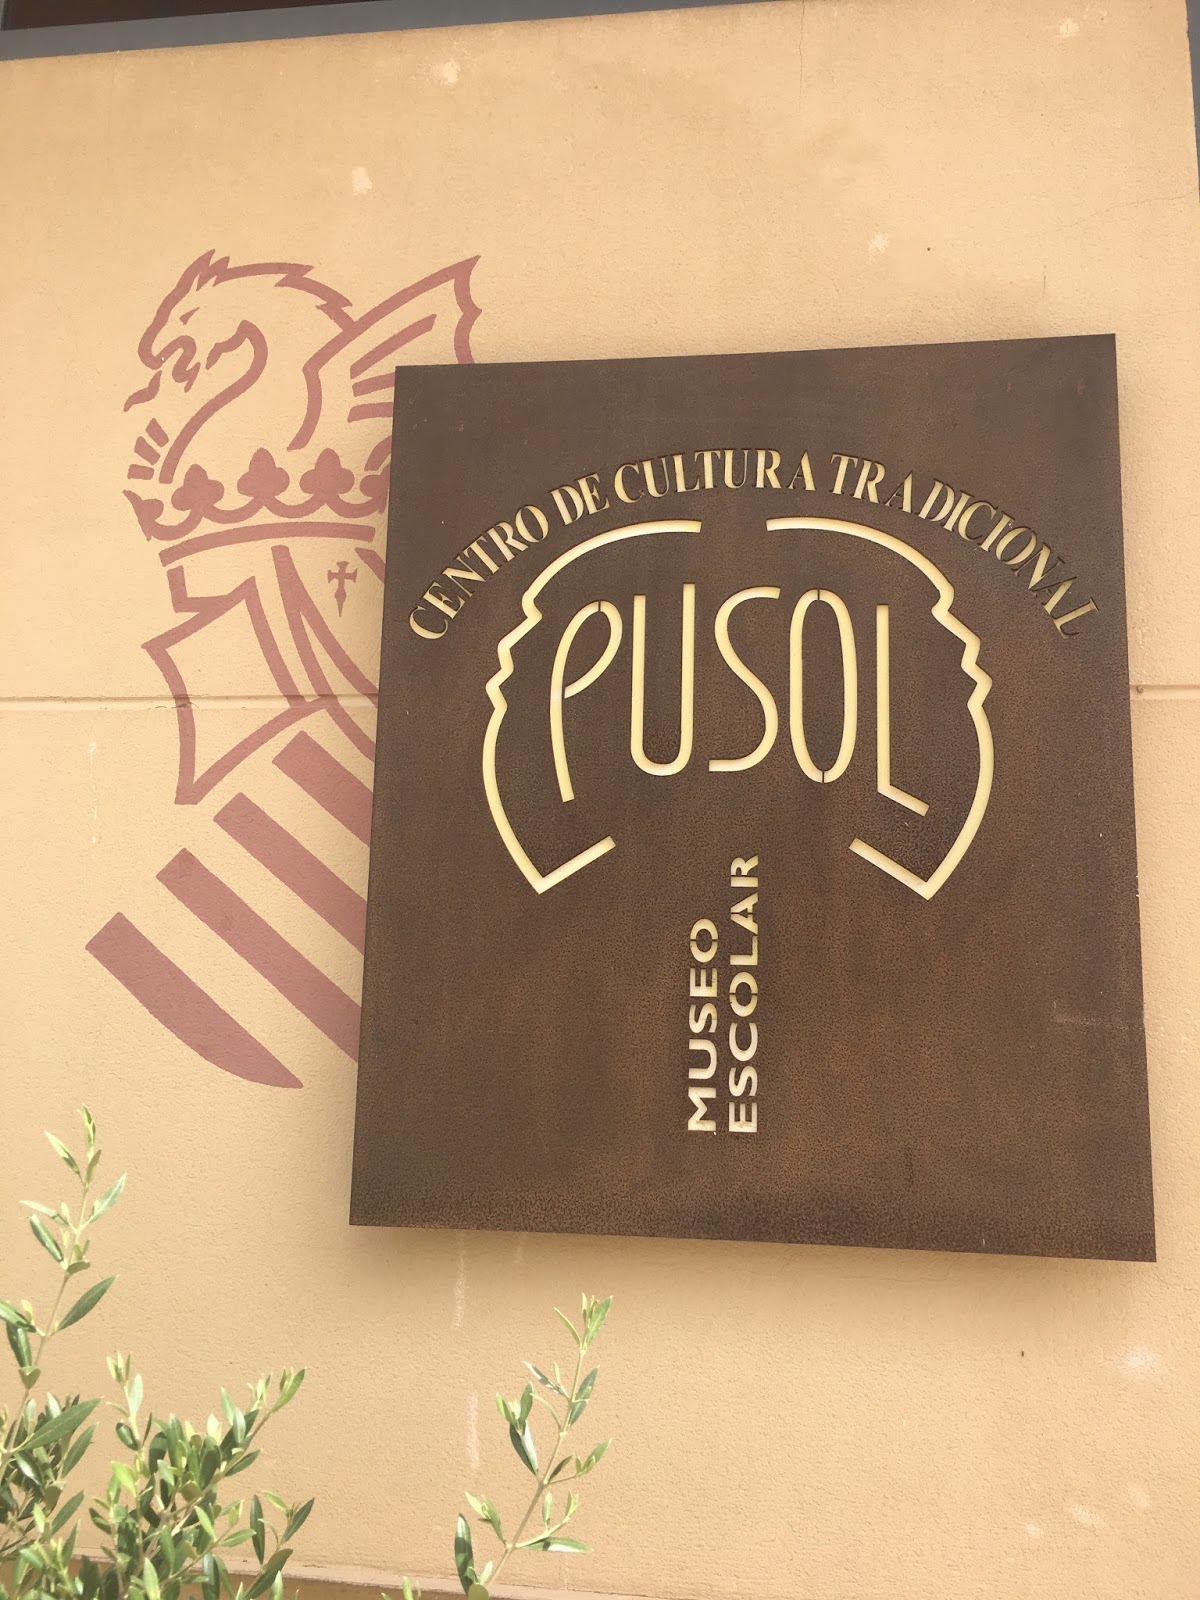 CENTRO DE CULTURA TRADICIONAL
PUSOL
MUSEO
ESCOLAR